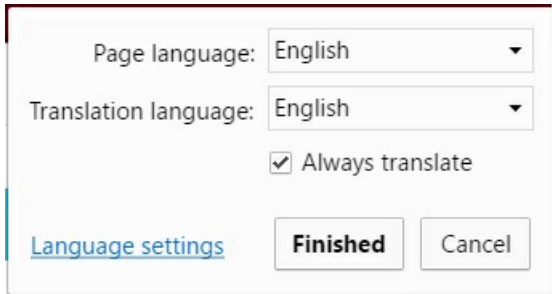 Page language: English
Translation language: English
Always translate
Language settings Finished Cancel